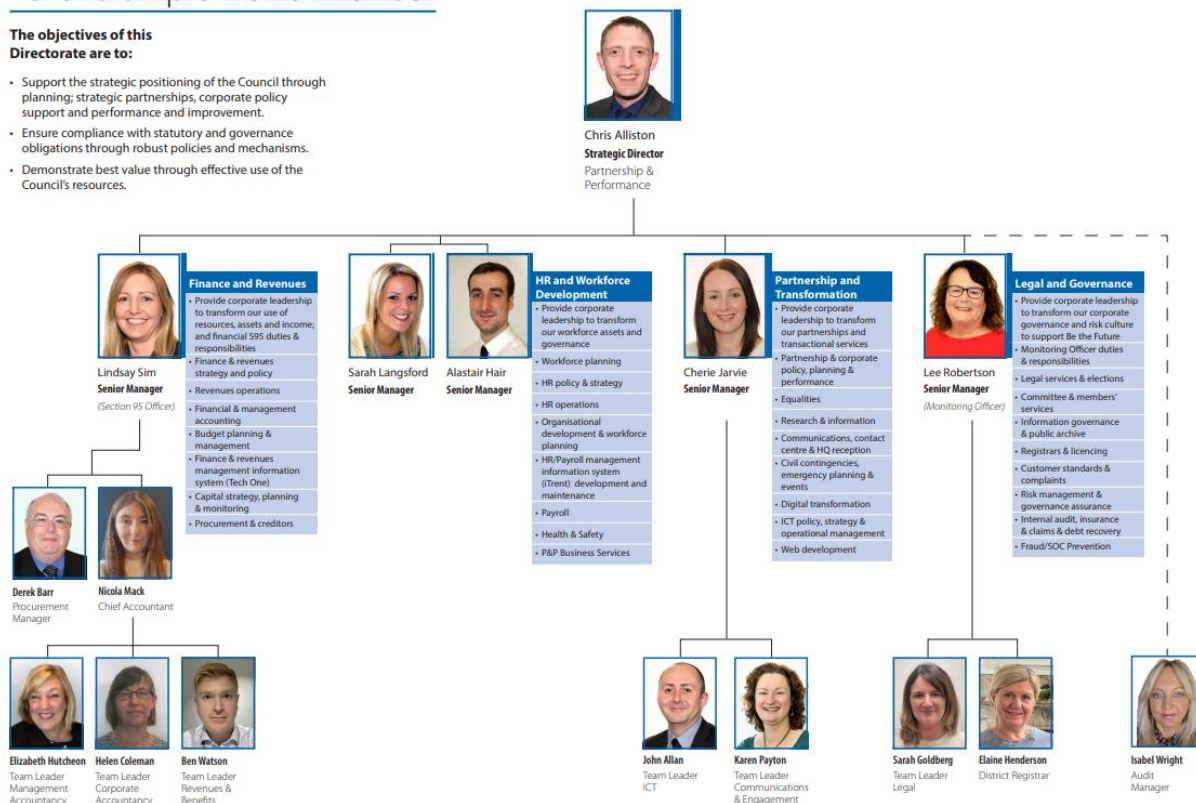 The objectives of this
Directorate are to:
• Support the strategic positioning of the Council through
planning; strategic partnerships, corporate policy
support and performance and improvement.
• Ensure compliance with statutory and governance
obligations through robust policies and mechanisms.
• Demonstrate best value through effective use of the
Council's resources.
Chris Alliston
Strategic Director
Partnership &
Performance
Lindsay Sim
Senior Manager
(Section 95 Officer)
Finance and Revenues
• Provide corporate leadership
to transform our use of
resources, assets and income;
and financial S95 duties &
responsibilities
• Finance & revenues
strategy and policy
• Revenues operations
• Financial & management
accounting
• Budget planning &
management
• Finance & revenues
management information
system (Tech One)
• Capital strategy, planning
& monitoring
• Procurement & creditors
Sarah Langsford
Senior Manager
Alastair Hair
Senior Manager
HR and Workforce
Development
• Provide corporate
leadership to transform
our workforce assets and
governance
• Workforce planning
• HR policy & strategy
• HR operations
• Organisational
development & workforce
planning
• HR/Payroll management
information system
(iTrent) development and
maintenance
• Payroll
• Health & Safety
• P&P Business Services
Cherie Jarvie
Senior Manager
Partnership and
Transformation
• Provide corporate
leadership to transform
our partnerships and
transactional services
• Partnership & corporate
policy, planning &
performance
• Equalities
• Research & information
• Communications, contact
centre & HQ reception
• Civil contingencies,
emergency planning &
events
• Digital transformation
• ICT policy, strategy &
operational management
• Web development
Lee Robertson
Senior Manager
(Monitoring Officer)
Legal and Governance
• Provide corporate leadership
to transform our corporate
governance and risk culture
to support Be the Future
• Monitoring Officer duties
& responsibilities
• Legal services & elections
• Committee & members'
services
• Information governance
& public archive
• Registrars & licencing
• Customer standards &
complaints
• Risk management &
governance assurance
• Internal audit, insurance
& claims & debt recovery
• Fraud/SOC Prevention
Derek Barr
Procurement
Manager
Nicola Mack
Chief Accountant
Elizabeth Hutcheon
Team Leader
Management
Accountancy
Helen Coleman
Team Leader
Corporate
Accountancy
Ben Watson
Team Leader
Revenues &
Benefits
John Allan
Team Leader
ICT
Karen Payton
Team Leader
Communications
& Engagement
Sarah Goldberg
Team Leader
Legal
Elaine Henderson
District Registrar
Isabel Wright
Audit
Manager